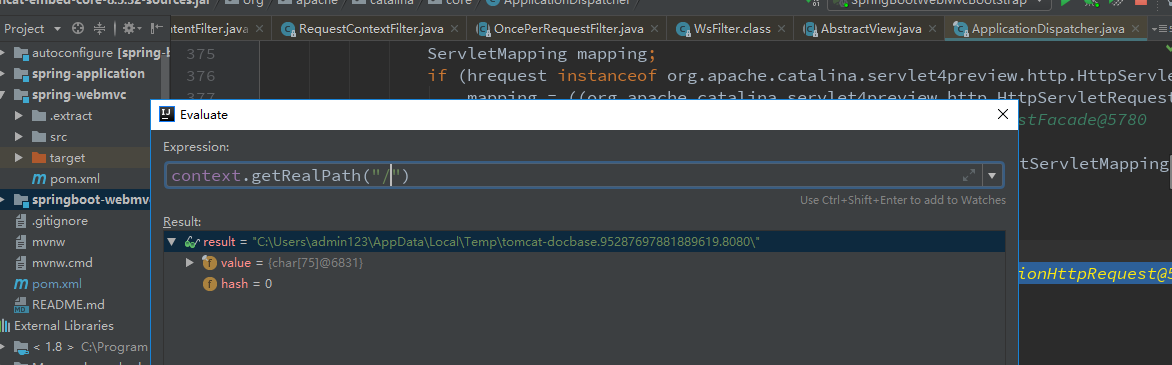 ncat-embed-core-8.5.32-sources.jar org apache catalina core ApplicationDispatcher SpringBootWebMvcBootStrap
Project
tentFilter.java RequestContextFilter.java OncePerRequestFilter.java WsFilter.class AbstractView.java ApplicationDispatcher.java
autoconfigure [spring-b
spring-application
spring-webmvc
.extract
src
target
pom.xml
springboot-webmvc
.gitignore
mvnw
mvnw.cmd
pom.xml
README.md
External Libraries
< 1.8 > C:\Program
375 ServletMapping mapping;
376 if (hrequest instanceof org.apache.catalina.servlet4preview.http.HttpServle
377 mapping = ((org.apache.catalina.servlet4preview.http.HttpServletRequest
stFacade@5780
tServletMapping
ionHttpRequest@5
Evaluate
Expression:
context.getRealPath("/")
Use Ctrl+Shift+Enter to add to Watches
Result:
result = "C:\Users\admin123\AppData\Local\Temp\tomcat-docbase.95287697881889619.8080\"
value = {char[75]@6831}
hash = 0